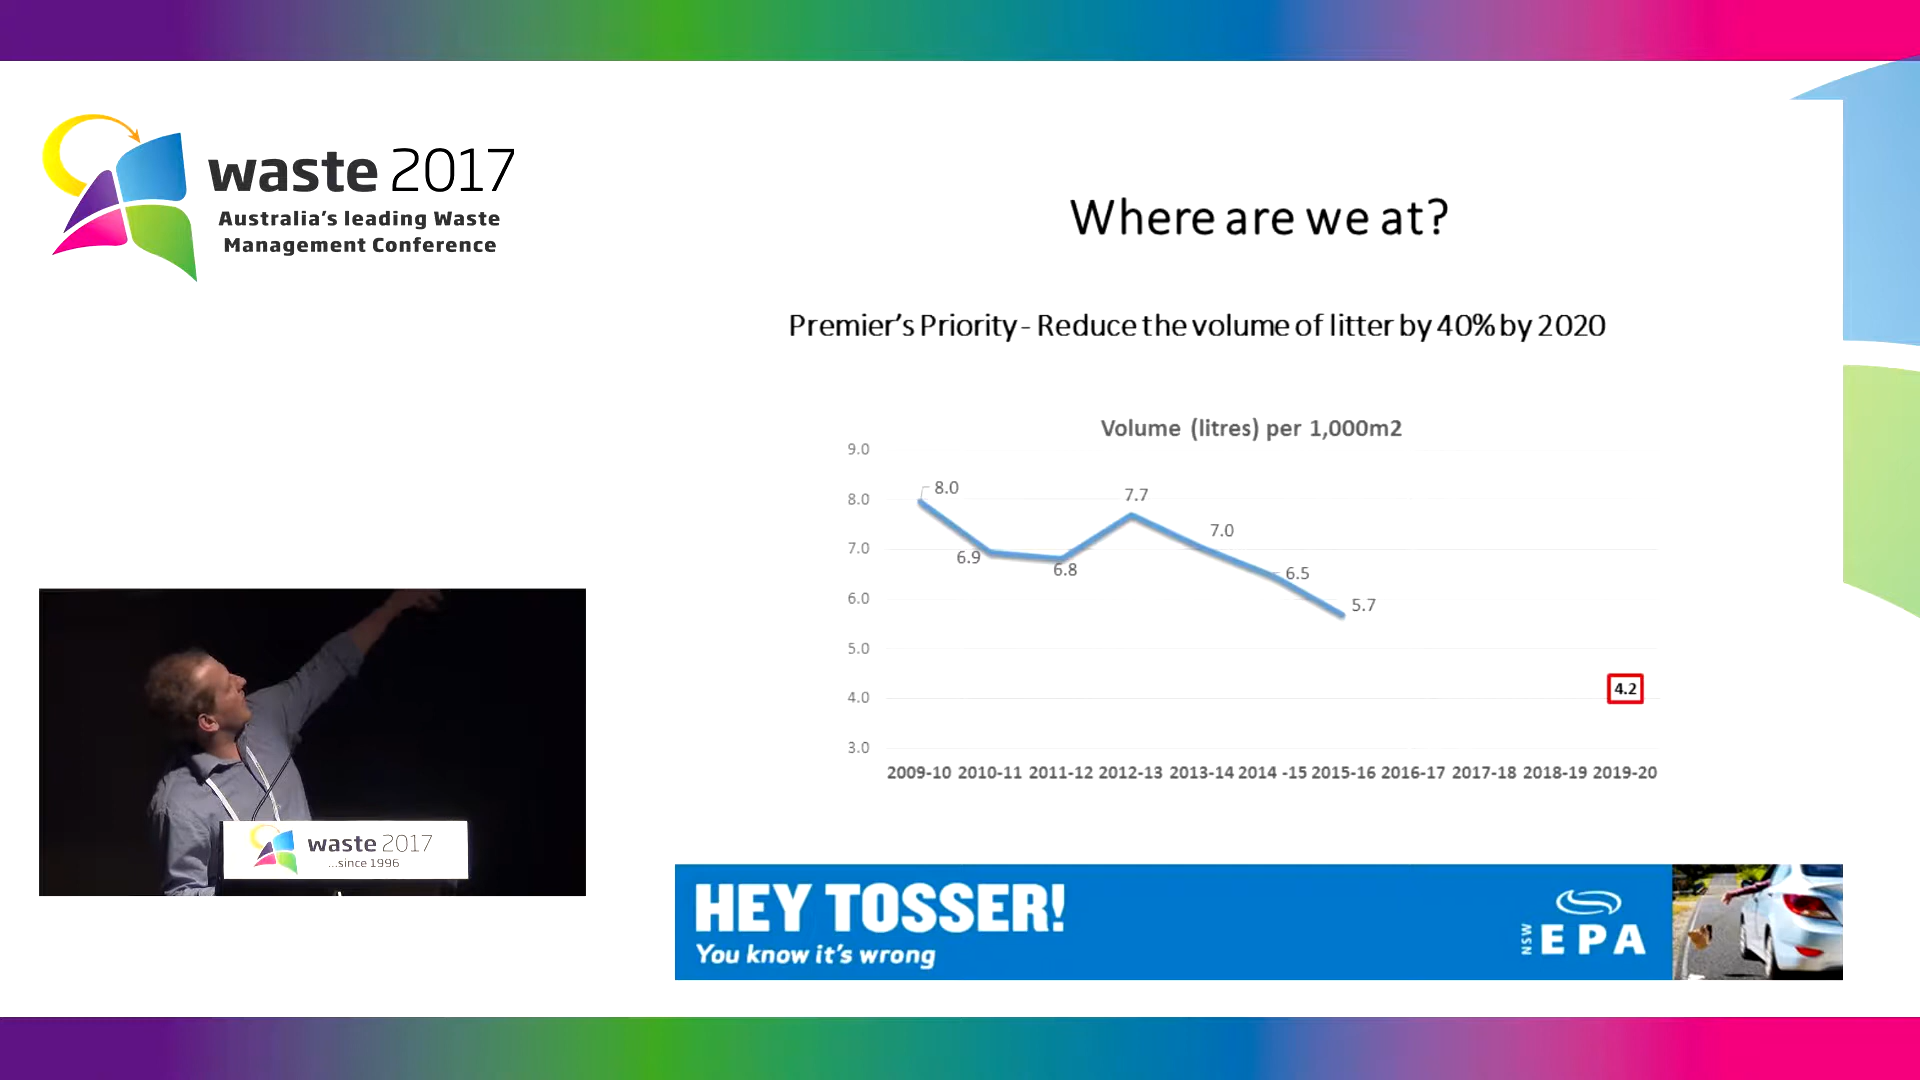 waste 2017
Australia's leading Waste
Management Conference
Where are we at?
Premier's Priority - Reduce the volume of litter by 40% by 2020
Volume (litres) per 1,000m2
9.0
8.0
7.0
6.0
5.0
4.0
3.0
8.0
6.9
6.8
7.7
7.0
6.5
5.7
4.2
2009-10 2010-11 2011-12 2012-13 2013-14 2014 -15 2015-16 2016-17 2017-18 2018-19 2019-20
waste 2017
...since 1996
HEY TOSSER!
You know it's wrong
NSW EPA